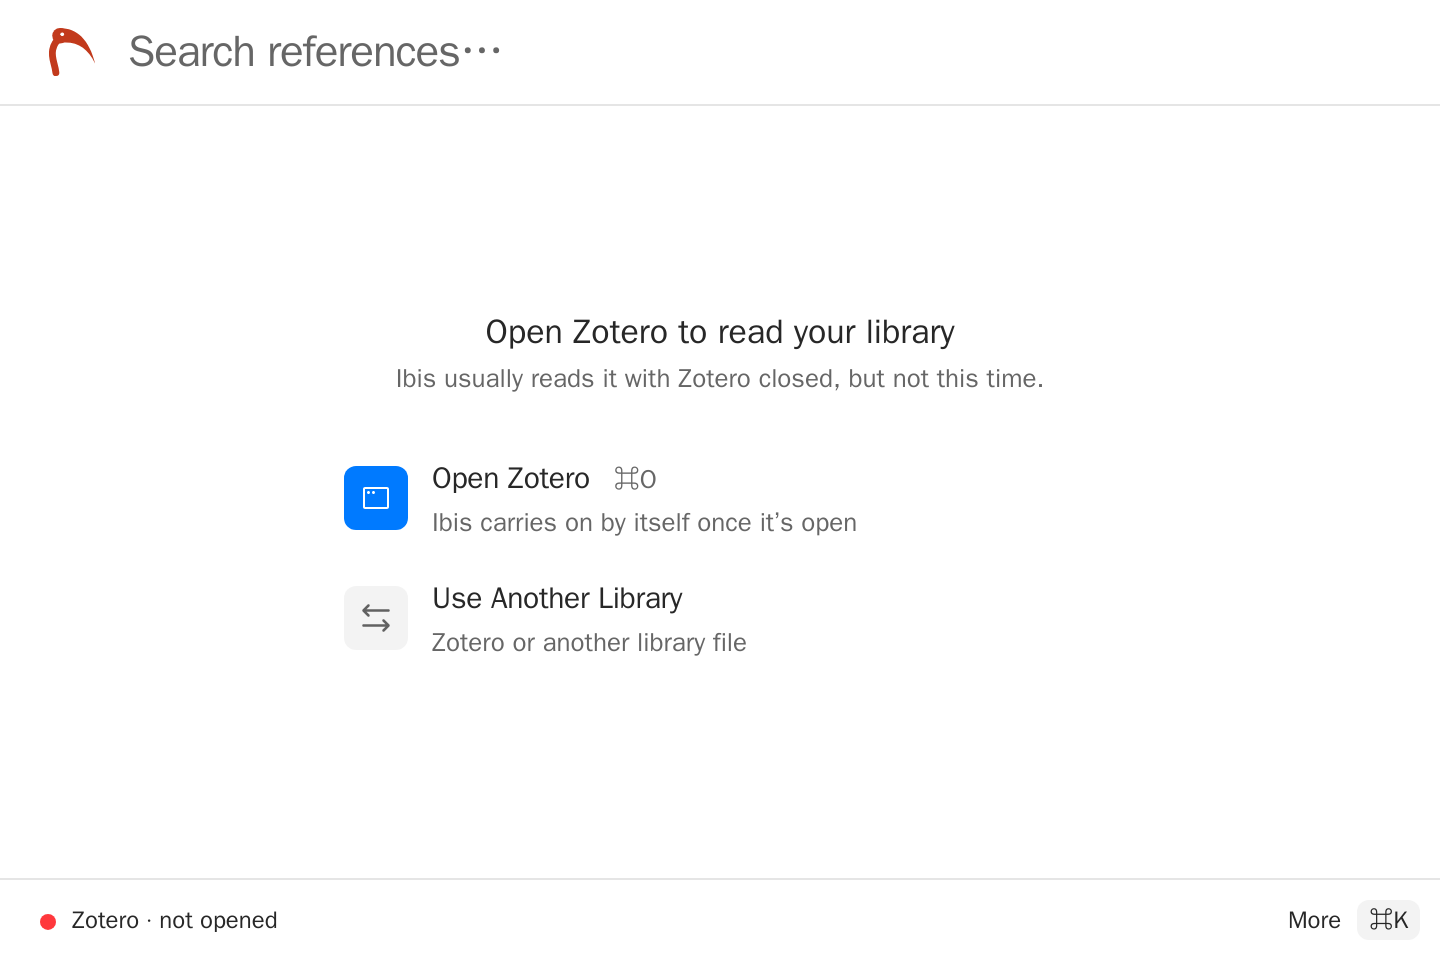 Search references…
Open Zotero to read your library
Ibis usually reads it with Zotero closed, but not this time.
Open Zotero ⌘O
Ibis carries on by itself once it’s open
Use Another Library
Zotero or another library file
Zotero · not opened
More ⌘K